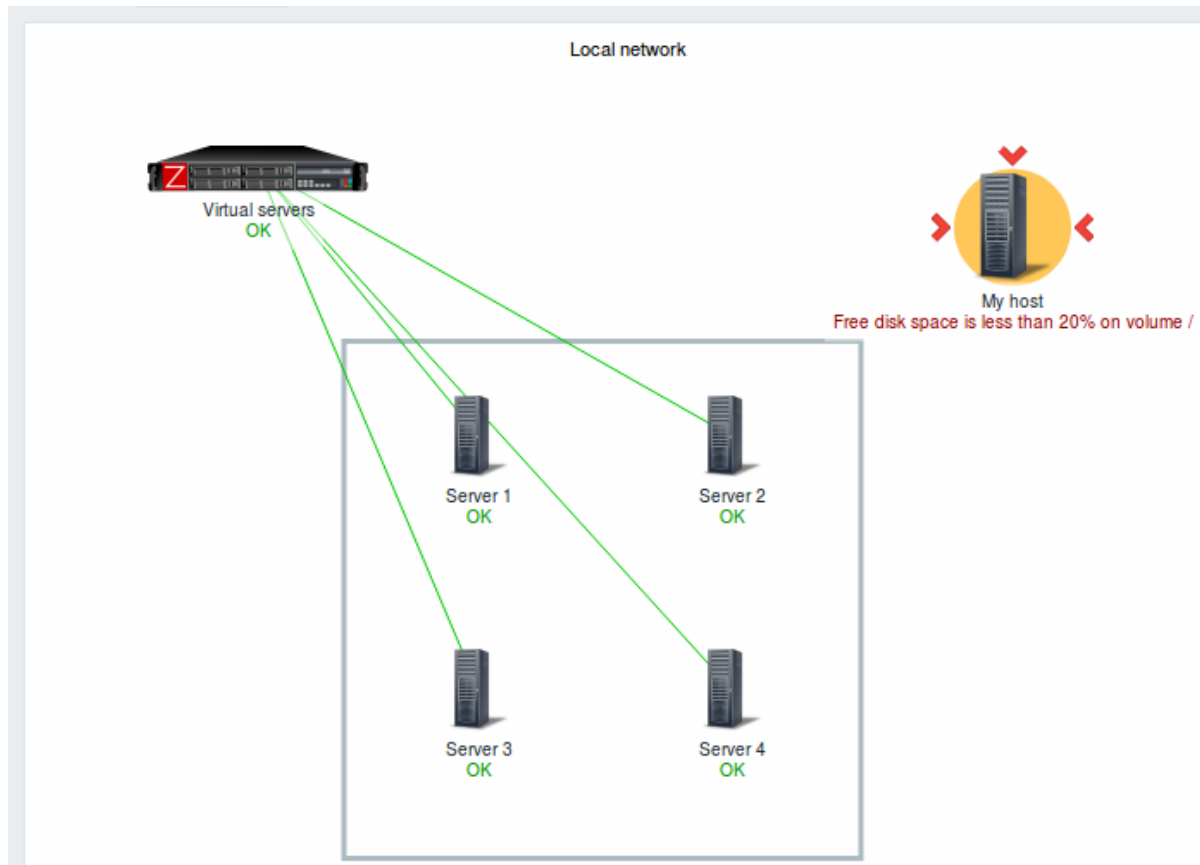 Local network
Z
Virtual servers
OK
My host
Free disk space is less than 20% on volume /
Server 1
OK
Server 2
OK
Server 3
OK
Server 4
OK